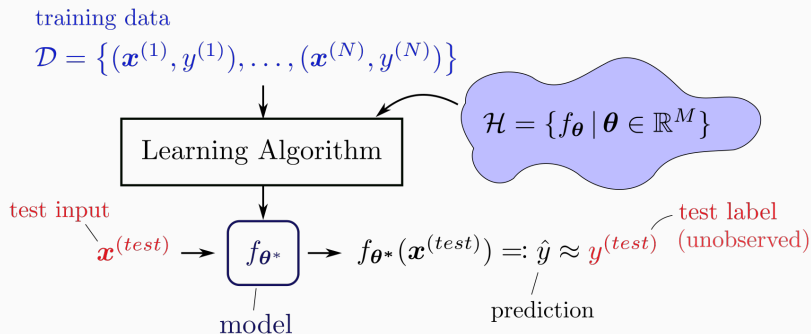 training data
𝒟 = {(𝒙⁽¹⁾, y⁽¹⁾), . . . , (𝒙⁽ᴺ⁾, y⁽ᴺ⁾)}
ℋ = {f_𝜽 | 𝜽 ∈ ℝᴹ}
Learning Algorithm
test input
𝒙^(test)
f_𝜽*
f_𝜽*(𝒙^(test)) =: ŷ ≈ y^(test)
test label
(unobserved)
prediction
model